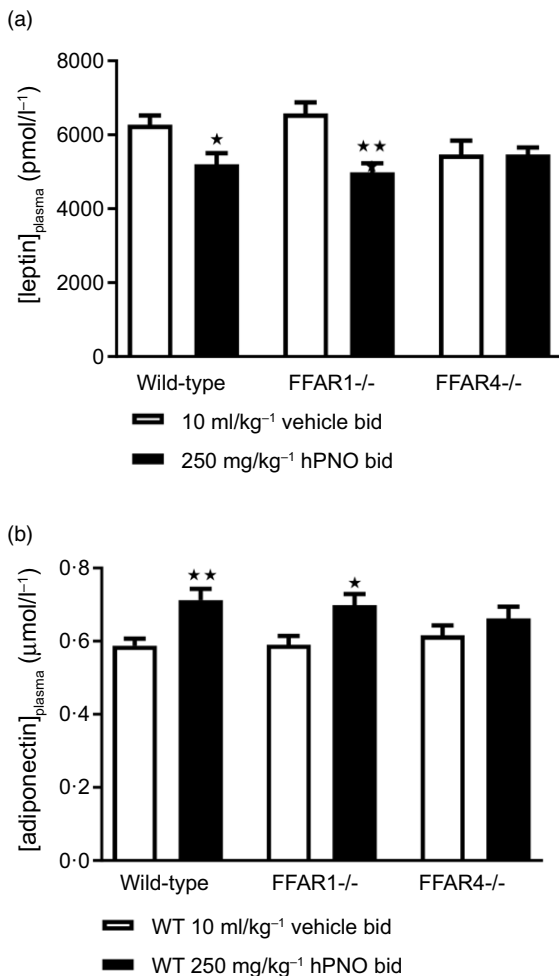 (a)
[leptin]plasma (pmol/l⁻¹)
8000
6000
4000
2000
0
★
★★
Wild-type FFAR1-/- FFAR4-/-
10 ml/kg⁻¹ vehicle bid
250 mg/kg⁻¹ hPNO bid
(b)
[adiponectin]plasma (µmol/l⁻¹)
0·8
0·6
0·4
0·2
0·0
★★
★
Wild-type FFAR1-/- FFAR4-/-
WT 10 ml/kg⁻¹ vehicle bid
WT 250 mg/kg⁻¹ hPNO bid